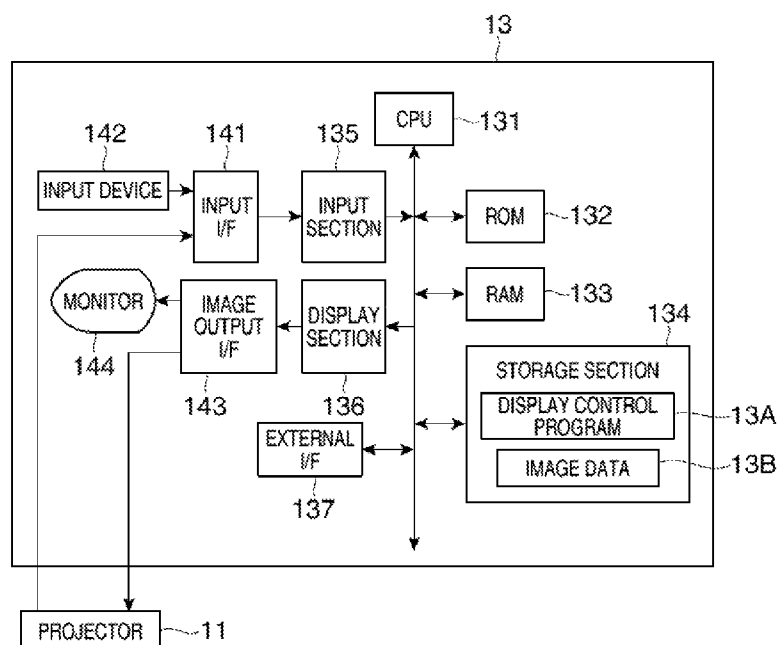 13
CPU
131
142
141
135
INPUT DEVICE
INPUT
I/F
INPUT
SECTION
ROM
132
MONITOR
144
IMAGE
OUTPUT
I/F
143
DISPLAY
SECTION
136
RAM
133
134
STORAGE SECTION
DISPLAY CONTROL
PROGRAM
13A
IMAGE DATA
13B
EXTERNAL
I/F
137
PROJECTOR
11